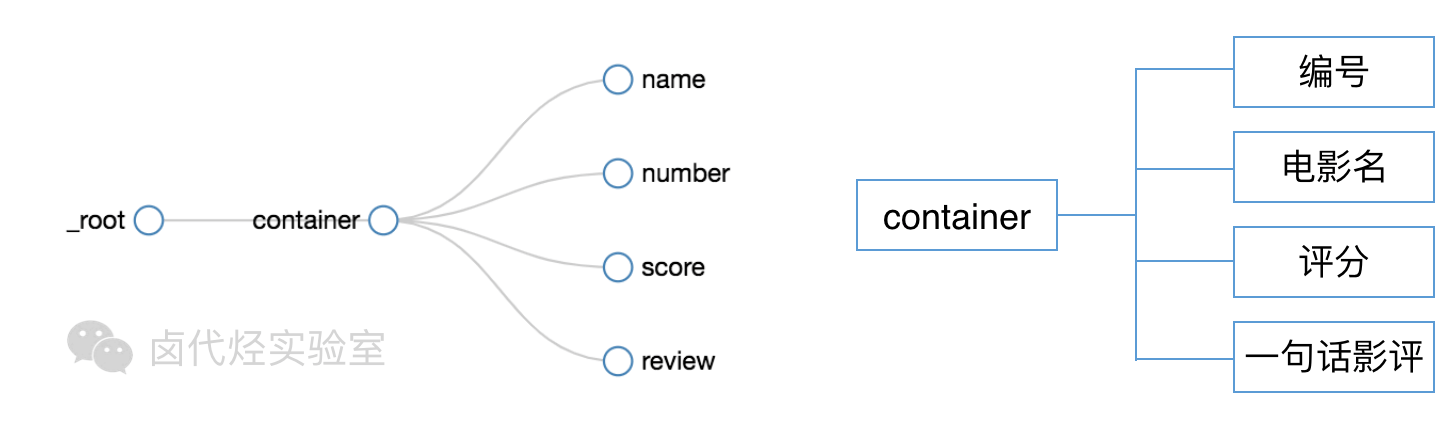 name
number
_root
container
score
review
卤代烃实验室
container
编号
电影名
评分
一句话影评